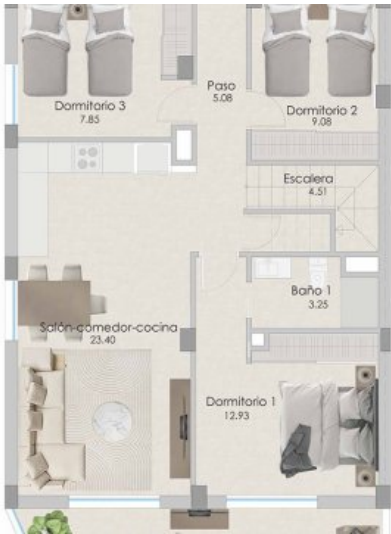 Paso
5.08
Dormitorio 3
7.85
Dormitorio 2
9.08
Escalera
4.51
Baño 1
3.25
Salón-comedor-cocina
23.40
Dormitorio 1
12.93